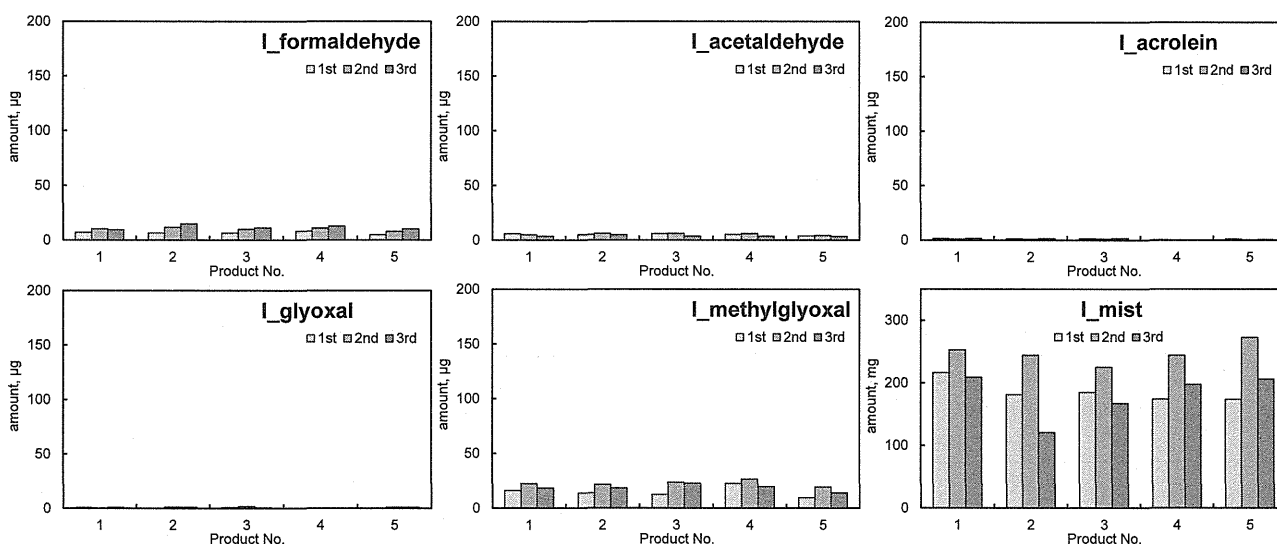 I_formaldehyde
1st 2nd 3rd
amount, µg
200
150
100
50
0
1 2 3 4 5
Product No.
I_acetaldehyde
1st 2nd 3rd
amount, µg
200
150
100
50
0
1 2 3 4 5
Product No.
I_acrolein
1st 2nd 3rd
amount, µg
200
150
100
50
0
1 2 3 4 5
Product No.
I_glyoxal
1st 2nd 3rd
amount, µg
200
150
100
50
0
1 2 3 4 5
Product No.
I_methylglyoxal
1st 2nd 3rd
amount, µg
200
150
100
50
0
1 2 3 4 5
Product No.
I_mist
1st 2nd 3rd
amount, mg
300
200
100
0
1 2 3 4 5
Product No.